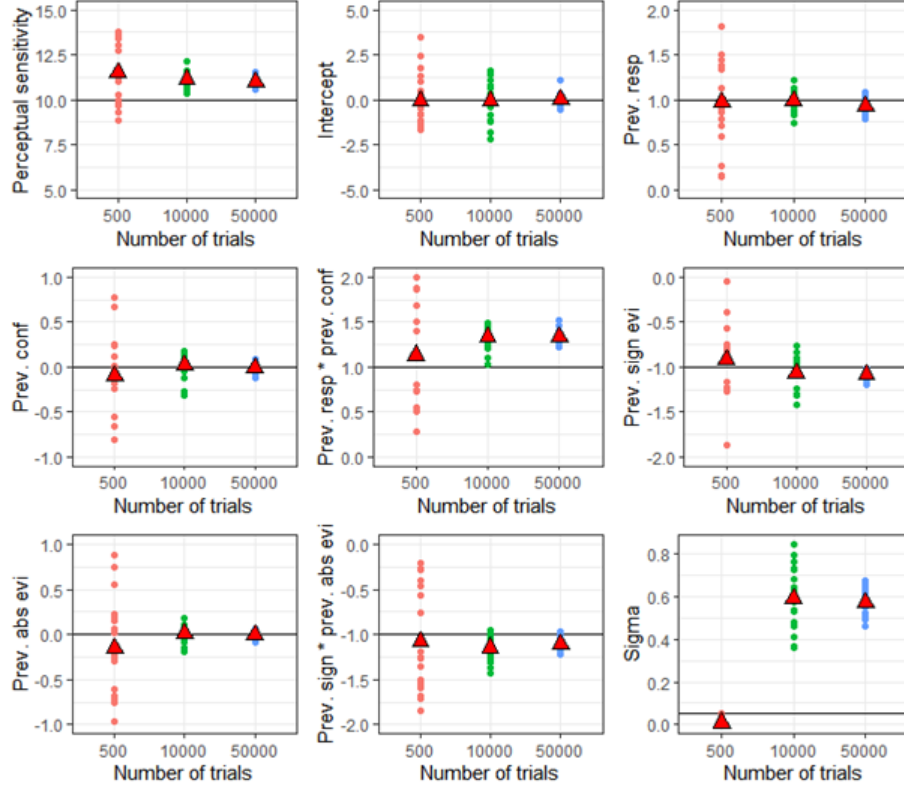 Perceptual sensitivity
15.0
12.5
10.0
7.5
5.0
500 10000 50000
Number of trials
Intercept
5.0
2.5
0.0
-2.5
-5.0
500 10000 50000
Number of trials
Prev. resp
2.0
1.5
1.0
0.5
0.0
500 10000 50000
Number of trials
Prev. conf
1.0
0.5
0.0
-0.5
-1.0
500 10000 50000
Number of trials
Prev. resp * prev. conf
2.0
1.5
1.0
0.5
0.0
500 10000 50000
Number of trials
Prev. sign evi
0.0
-0.5
-1.0
-1.5
-2.0
500 10000 50000
Number of trials
Prev. abs evi
1.0
0.5
0.0
-0.5
-1.0
500 10000 50000
Number of trials
Prev. sign * prev. abs evi
0.0
-0.5
-1.0
-1.5
-2.0
500 10000 50000
Number of trials
Sigma
0.8
0.6
0.4
0.2
0.0
500 10000 50000
Number of trials